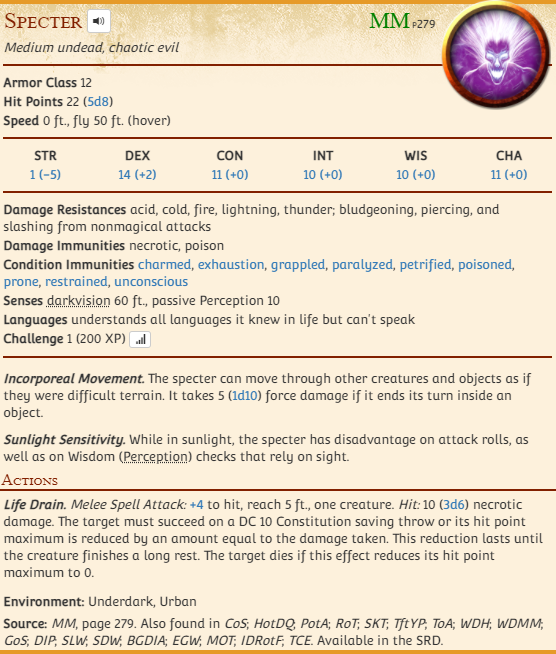 Specter MM P279
Medium undead, chaotic evil
Armor Class 12
Hit Points 22 (5d8)
Speed 0 ft., fly 50 ft. (hover)
STR DEX CON INT WIS CHA
1 (−5) 14 (+2) 11 (+0) 10 (+0) 10 (+0) 11 (+0)
Damage Resistances acid, cold, fire, lightning, thunder; bludgeoning, piercing, and
slashing from nonmagical attacks
Damage Immunities necrotic, poison
Condition Immunities charmed, exhaustion, grappled, paralyzed, petrified, poisoned,
prone, restrained, unconscious
Senses darkvision 60 ft., passive Perception 10
Languages understands all languages it knew in life but can't speak
Challenge 1 (200 XP)
Incorporeal Movement. The specter can move through other creatures and objects as if
they were difficult terrain. It takes 5 (1d10) force damage if it ends its turn inside an
object.
Sunlight Sensitivity. While in sunlight, the specter has disadvantage on attack rolls, as
well as on Wisdom (Perception) checks that rely on sight.
Actions
Life Drain. Melee Spell Attack: +4 to hit, reach 5 ft., one creature. Hit: 10 (3d6) necrotic
damage. The target must succeed on a DC 10 Constitution saving throw or its hit point
maximum is reduced by an amount equal to the damage taken. This reduction lasts until
the creature finishes a long rest. The target dies if this effect reduces its hit point
maximum to 0.
Environment: Underdark, Urban
Source: MM, page 279. Also found in CoS; HotDQ; PotA; RoT; SKT; TftYP; ToA; WDH; WDMM;
GoS; DIP; SLW; SDW; BGDIA; EGW; MOT; IDRotF; TCE. Available in the SRD.